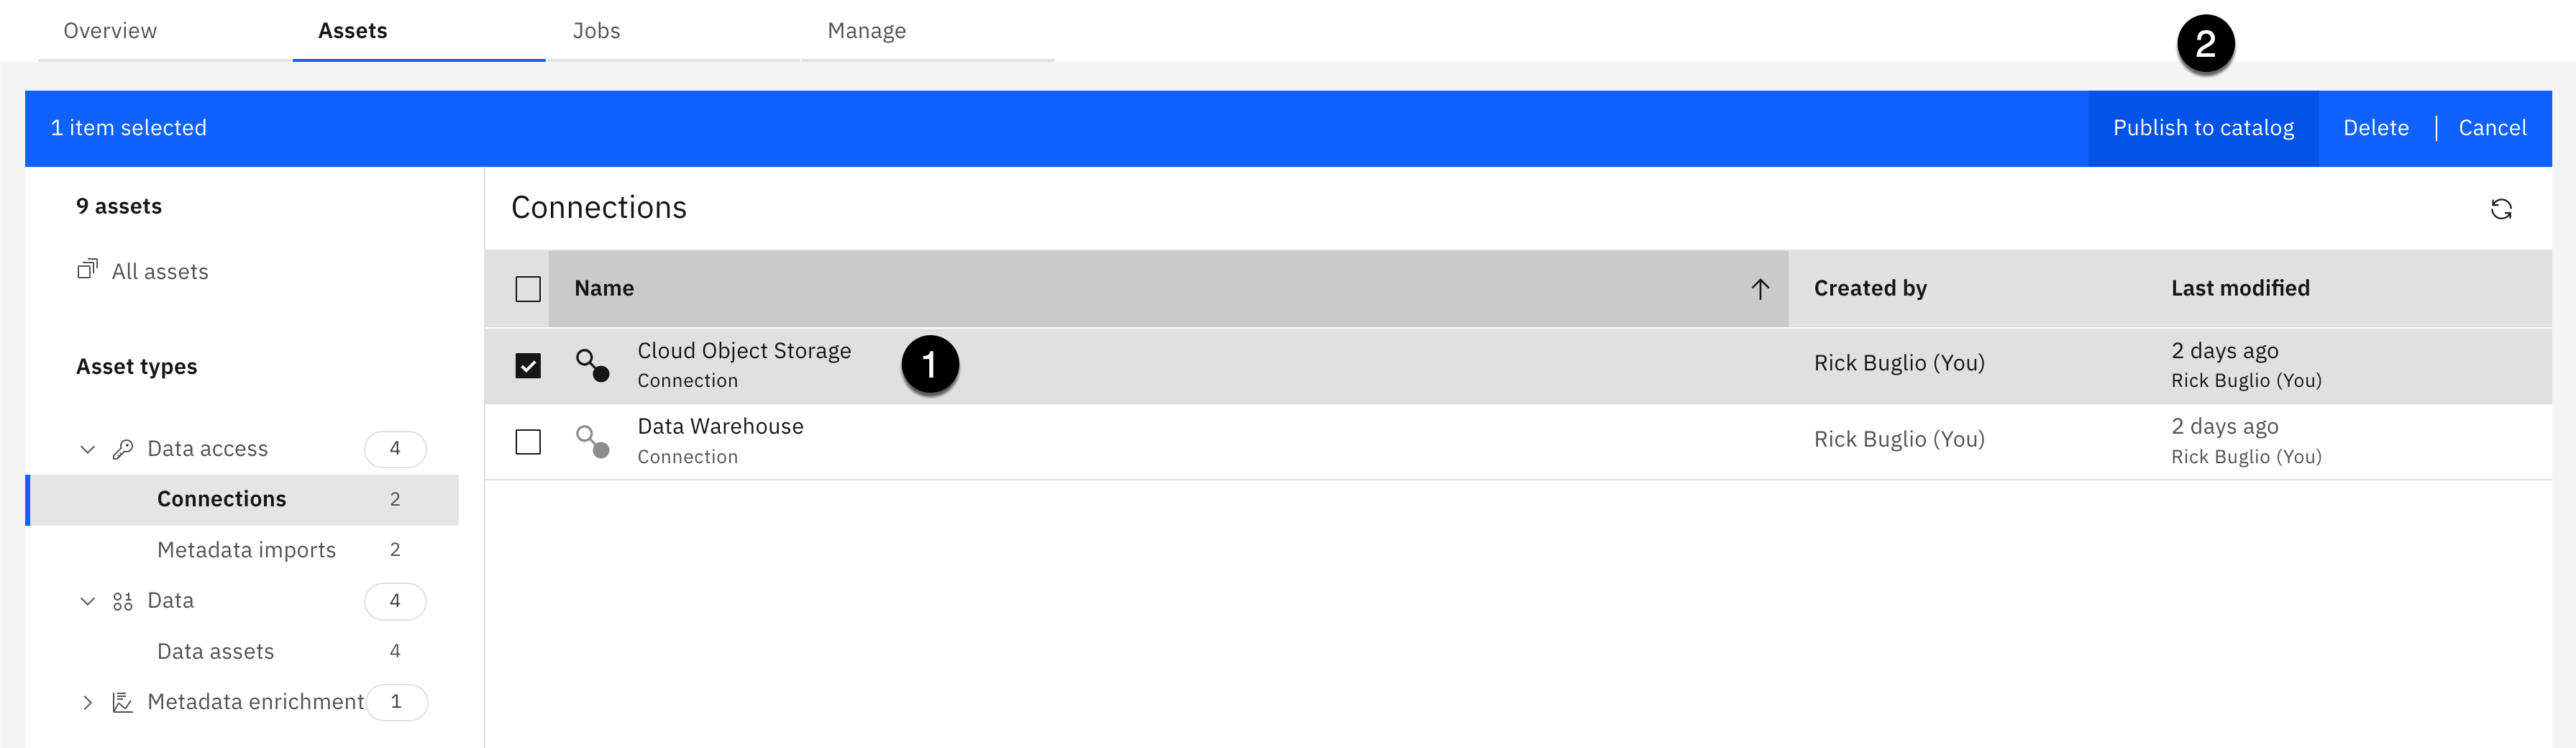 Overview Assets Jobs Manage
2
1 item selected Publish to catalog Delete | Cancel
9 assets
All assets
Asset types
Data access 4
Connections 2
Metadata imports 2
Data 4
Data assets 4
Metadata enrichment 1
Connections
Name Created by Last modified
Cloud Object Storage
Connection
1
Rick Buglio (You)
2 days ago
Rick Buglio (You)
Data Warehouse
Connection
Rick Buglio (You)
2 days ago
Rick Buglio (You)